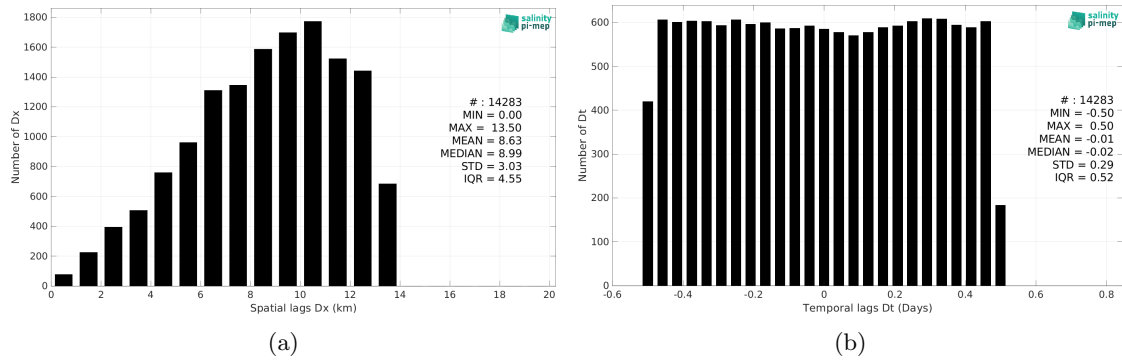 1800
1600
1400
1200
1000
800
600
400
200
0
Number of Dx
0 2 4 6 8 10 12 14 16 18 20
Spatial lags Dx (km)
salinity
pi-mep
# : 14283
MIN = 0.00
MAX = 13.50
MEAN = 8.63
MEDIAN = 8.99
STD = 3.03
IQR = 4.55
(a)
600
500
400
300
200
100
0
Number of Dt
-0.6 -0.4 -0.2 0 0.2 0.4 0.6 0.8
Temporal lags Dt (Days)
salinity
pi-mep
# : 14283
MIN = -0.50
MAX = 0.50
MEAN = -0.01
MEDIAN = -0.02
STD = 0.29
IQR = 0.52
(b)